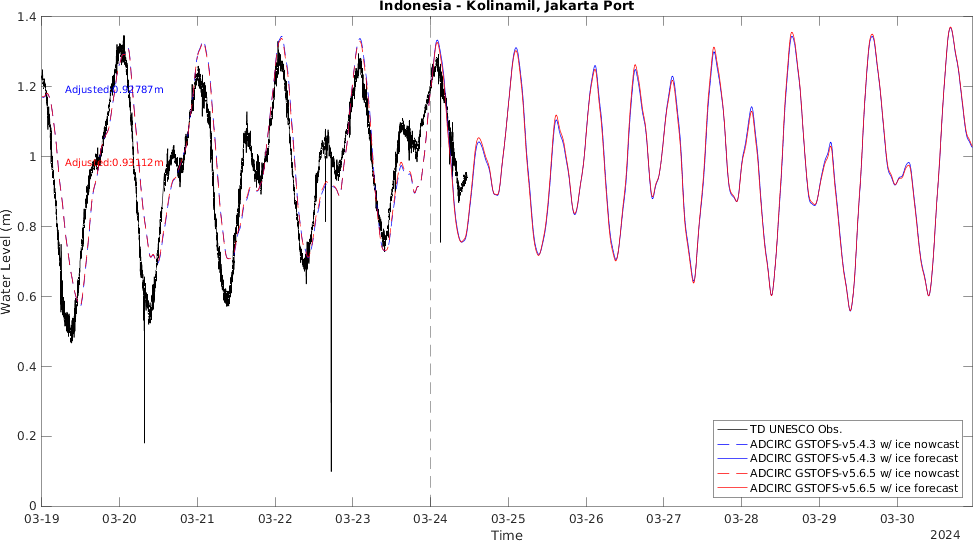 Indonesia - Kolinamil, Jakarta Port
1.4
1.2
1
0.8
0.6
0.4
0.2
0
Water Level (m)
Adjusted:0.92787m
Adjusted:0.93112m
TD UNESCO Obs.
ADCIRC GSTOFS-v5.4.3 w/ ice nowcast
ADCIRC GSTOFS-v5.4.3 w/ ice forecast
ADCIRC GSTOFS-v5.6.5 w/ ice nowcast
ADCIRC GSTOFS-v5.6.5 w/ ice forecast
03-19 03-20 03-21 03-22 03-23 03-24 03-25 03-26 03-27 03-28 03-29 03-30
Time
2024